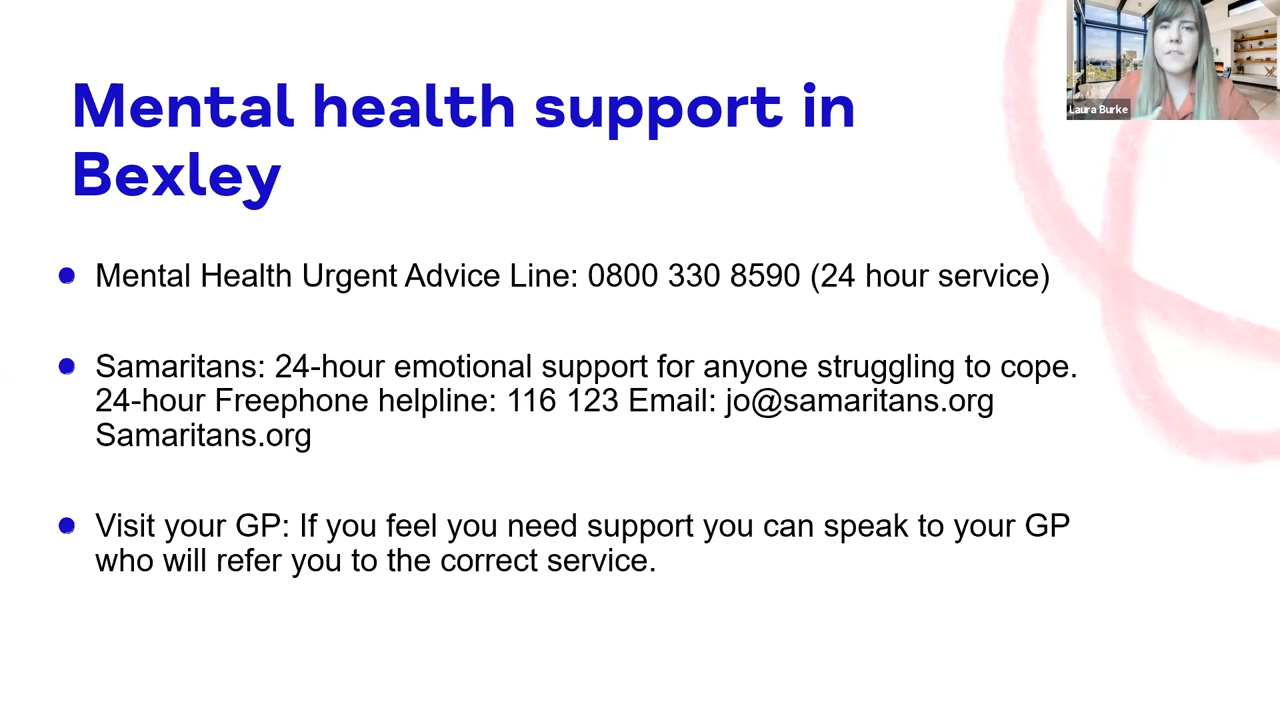 Laura Burke
Mental health support in
Bexley
Mental Health Urgent Advice Line: 0800 330 8590 (24 hour service)
Samaritans: 24-hour emotional support for anyone struggling to cope.
24-hour Freephone helpline: 116 123 Email: jo@samaritans.org
Samaritans.org
Visit your GP: If you feel you need support you can speak to your GP
who will refer you to the correct service.